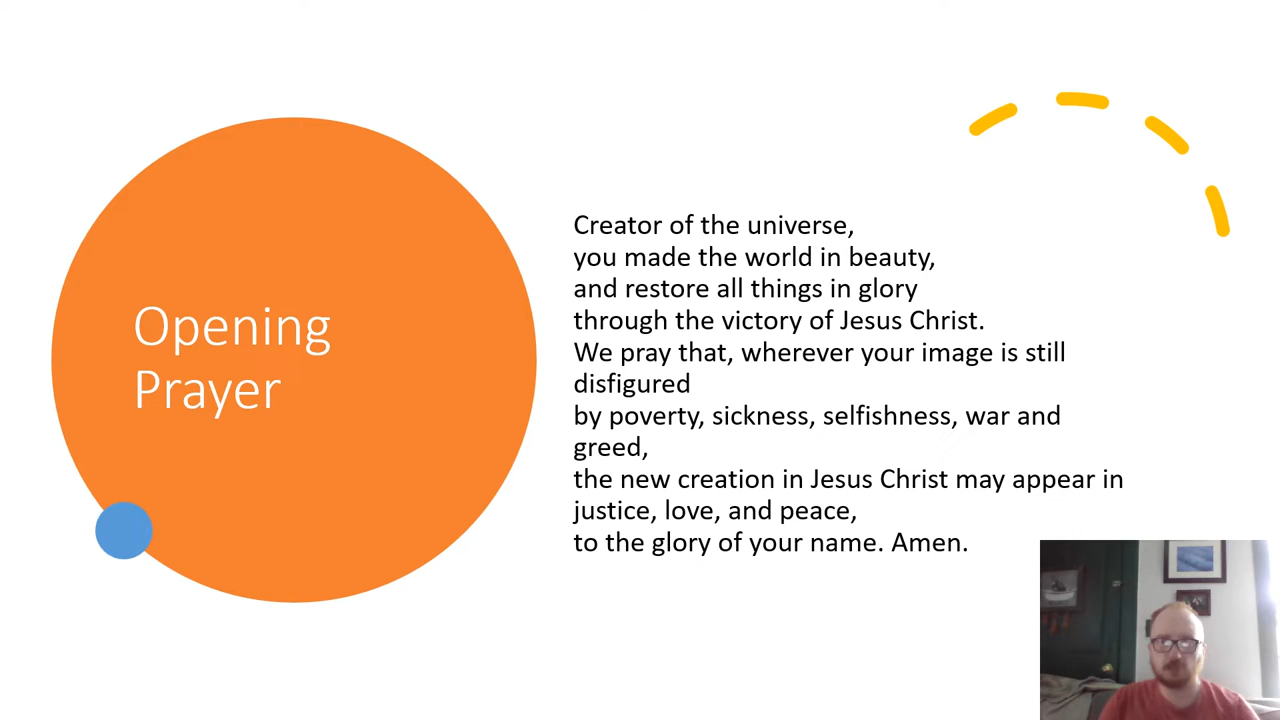 Opening
Prayer
Creator of the universe,
you made the world in beauty,
and restore all things in glory
through the victory of Jesus Christ.
We pray that, wherever your image is still
disfigured
by poverty, sickness, selfishness, war and
greed,
the new creation in Jesus Christ may appear in
justice, love, and peace,
to the glory of your name. Amen.